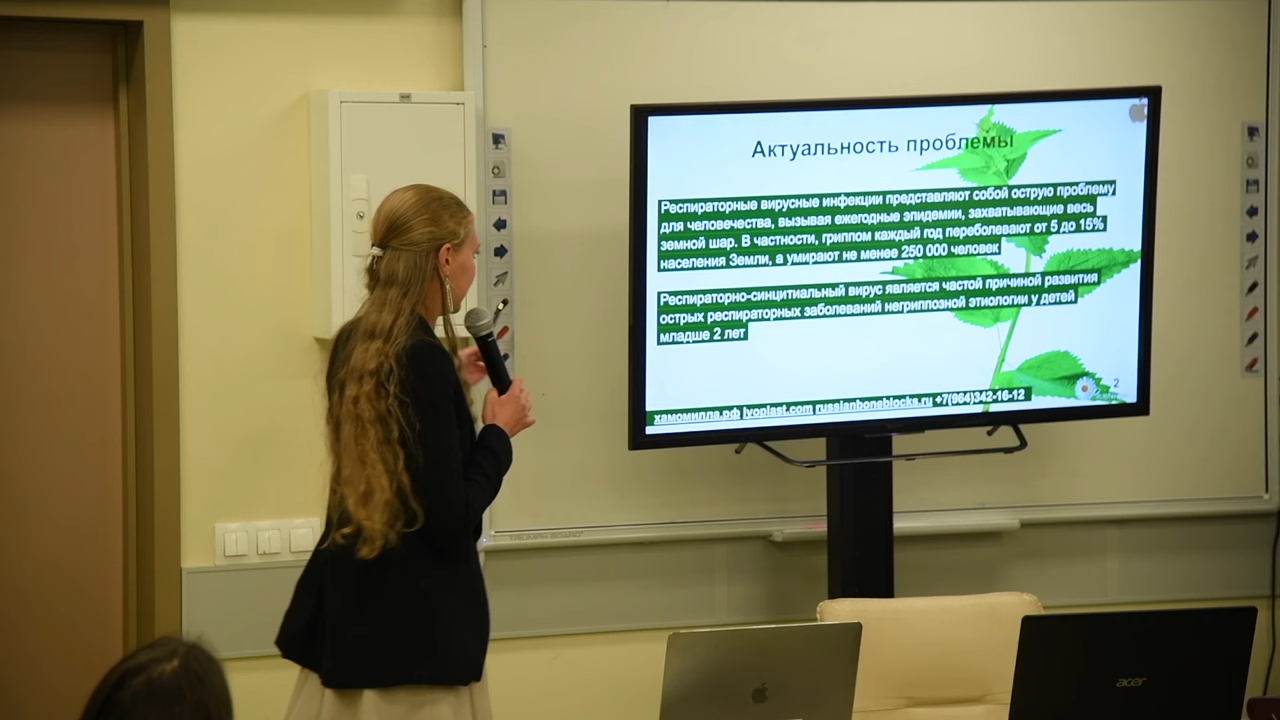 Актуальность проблемы
Респираторные вирусные инфекции представляют собой острую проблему
для человечества, вызывая ежегодные эпидемии, захватывающие весь
земной шар. В частности, гриппом каждый год переболевают от 5 до 15%
населения Земли, а умирают не менее 250 000 человек
Респираторно-синцитиальный вирус является частой причиной развития
острых респираторных заболеваний негриппозной этиологии у детей
младше 2 лет
2
хамомилла.рф lyoplast.com russianboneblocks.ru +7(964)342-16-12
TRIUMPH BOARD
acer